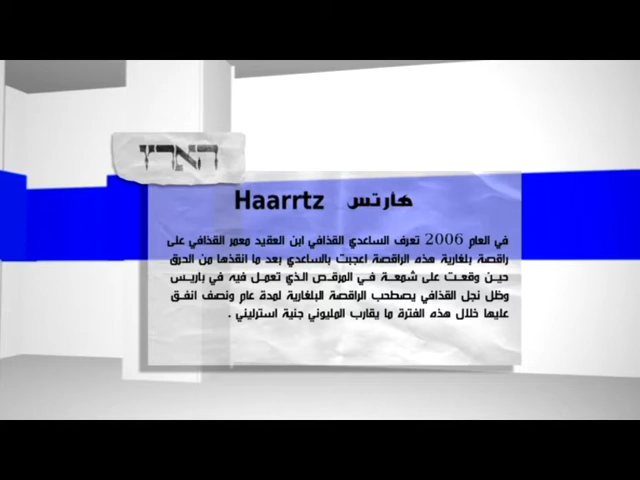 הארץ
Haarrtz هارتس
في العام 2006 تعرف الساعدي القذافي ابن العقيد معمر القذافي على
راقصة بلغارية هذه الراقصة اعجبت بالساعدي بعد ما انقذها من الحرق
حين وقعت على شمعة في المرقص الذي تعمل فيه في باريس
وظل نجل القذافي يصطحب الراقصة البلغارية لمدة عام ونصف انفق
عليها خلال هذه الفترة ما يقارب المليوني جنية استرليني .